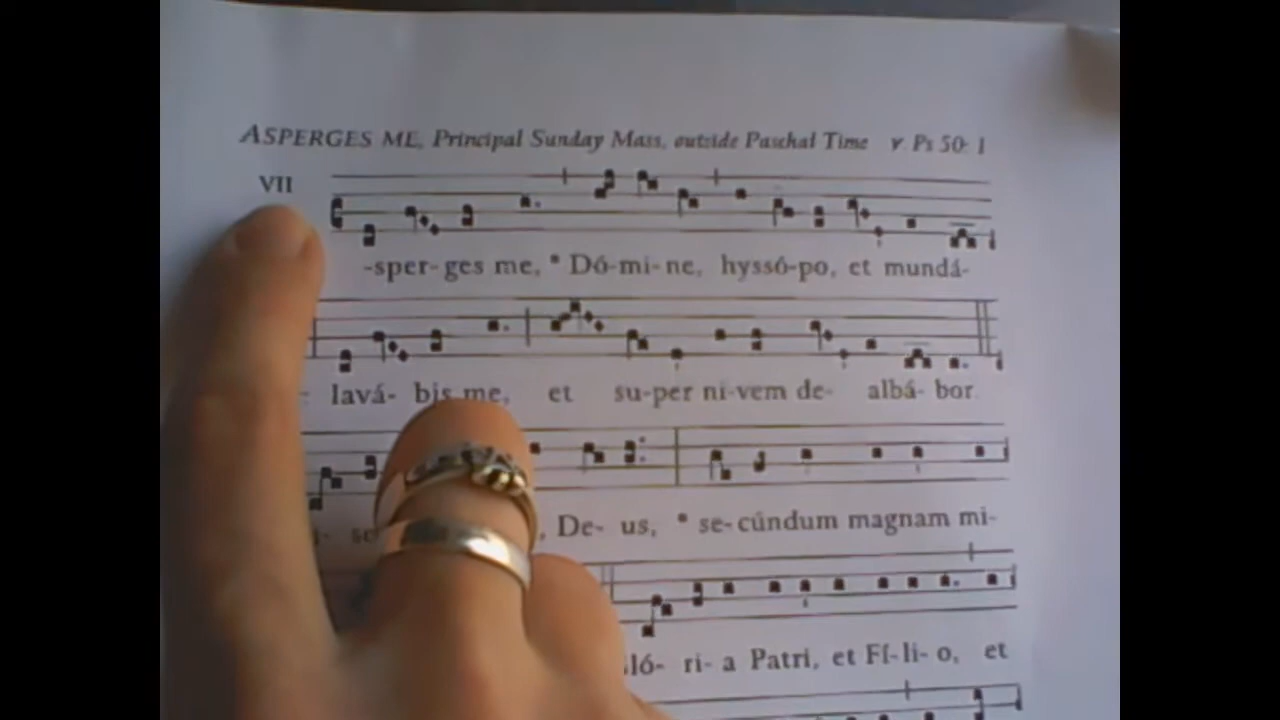 ASPERGES ME, Principal Sunday Mass, outside Paschal Time v Ps 50: 1
VII
-sper-ges me, * Dó-mi-ne, hyssó-po, et mundá-
- lavá- bis me, et su-per ni-vem de- albá- bor.
De- us, * se-cúndum magnam mi-
ló- ri- a Patri, et Fí-li- o, et